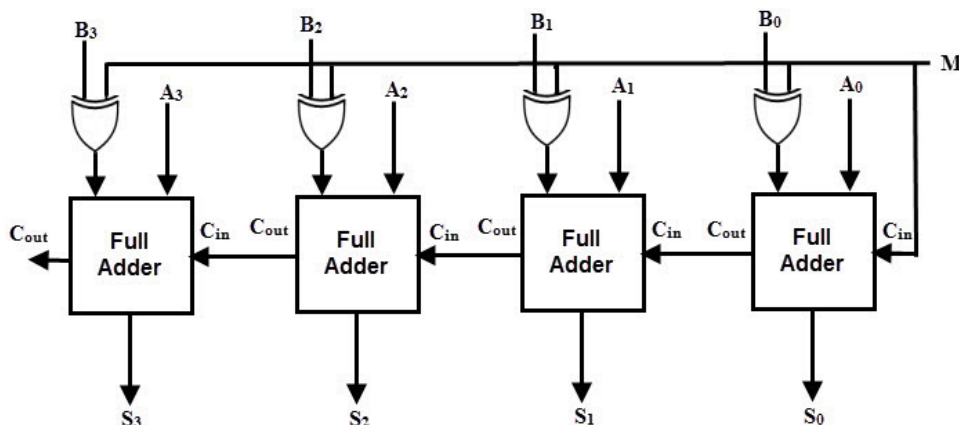 B3 B2 B1 B0
M
A3 A2 A1 A0
Cout Full Adder Cin Cout Full Adder Cin Cout Full Adder Cin Cout Full Adder Cin
S3 S2 S1 S0